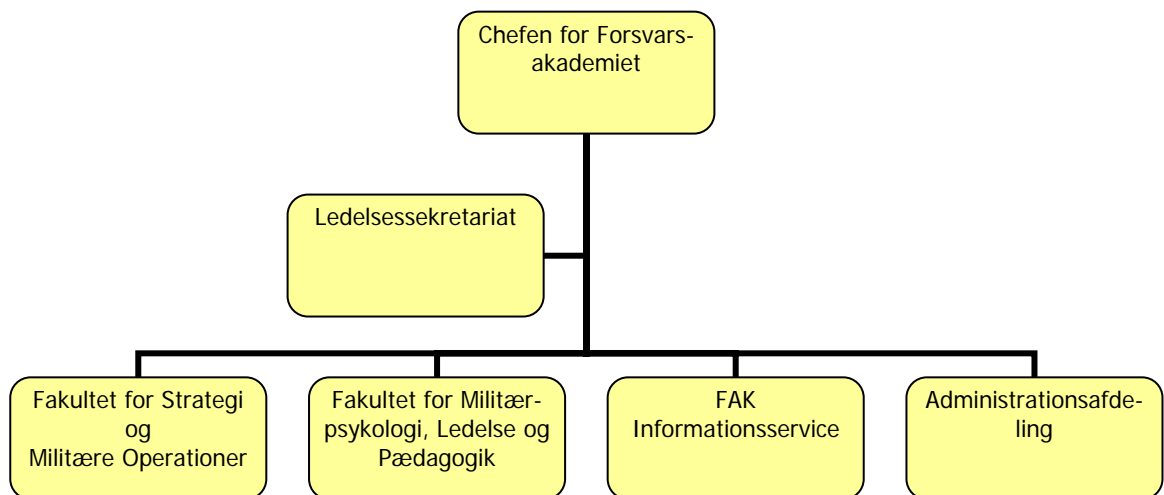 Chefen for Forsvars-
akademiet
Ledelsessekretariat
Fakultet for Strategi
og
Militære Operationer
Fakultet for Militær-
psykologi, Ledelse og
Pædagogik
FAK
Informationsservice
Administrationsafde-
ling